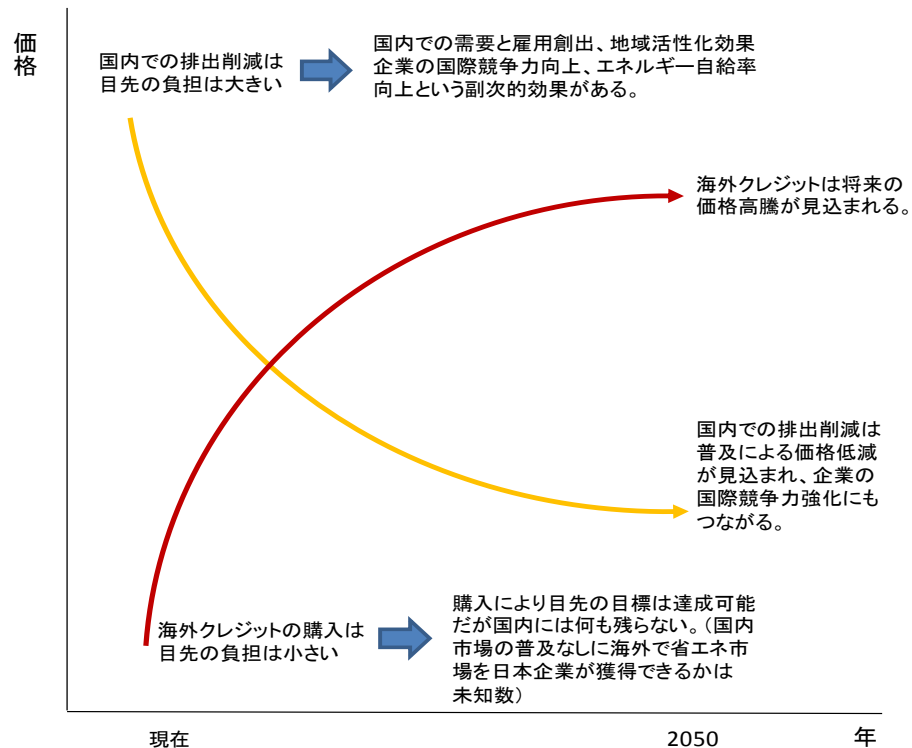 価
格
国内での排出削減は
目先の負担は大きい
国内での需要と雇用創出、地域活性化効果
企業の国際競争力向上、エネルギー自給率
向上という副次的効果がある。
海外クレジットは将来の
価格高騰が見込まれる。
国内での排出削減は
普及による価格低減
が見込まれ、企業の
国際競争力強化にも
つながる。
海外クレジットの購入は
目先の負担は小さい
購入により目先の目標は達成可能
だが国内には何も残らない。(国内
市場の普及なしに海外で省エネ市
場を日本企業が獲得できるかは
未知数)
現在
2050
年